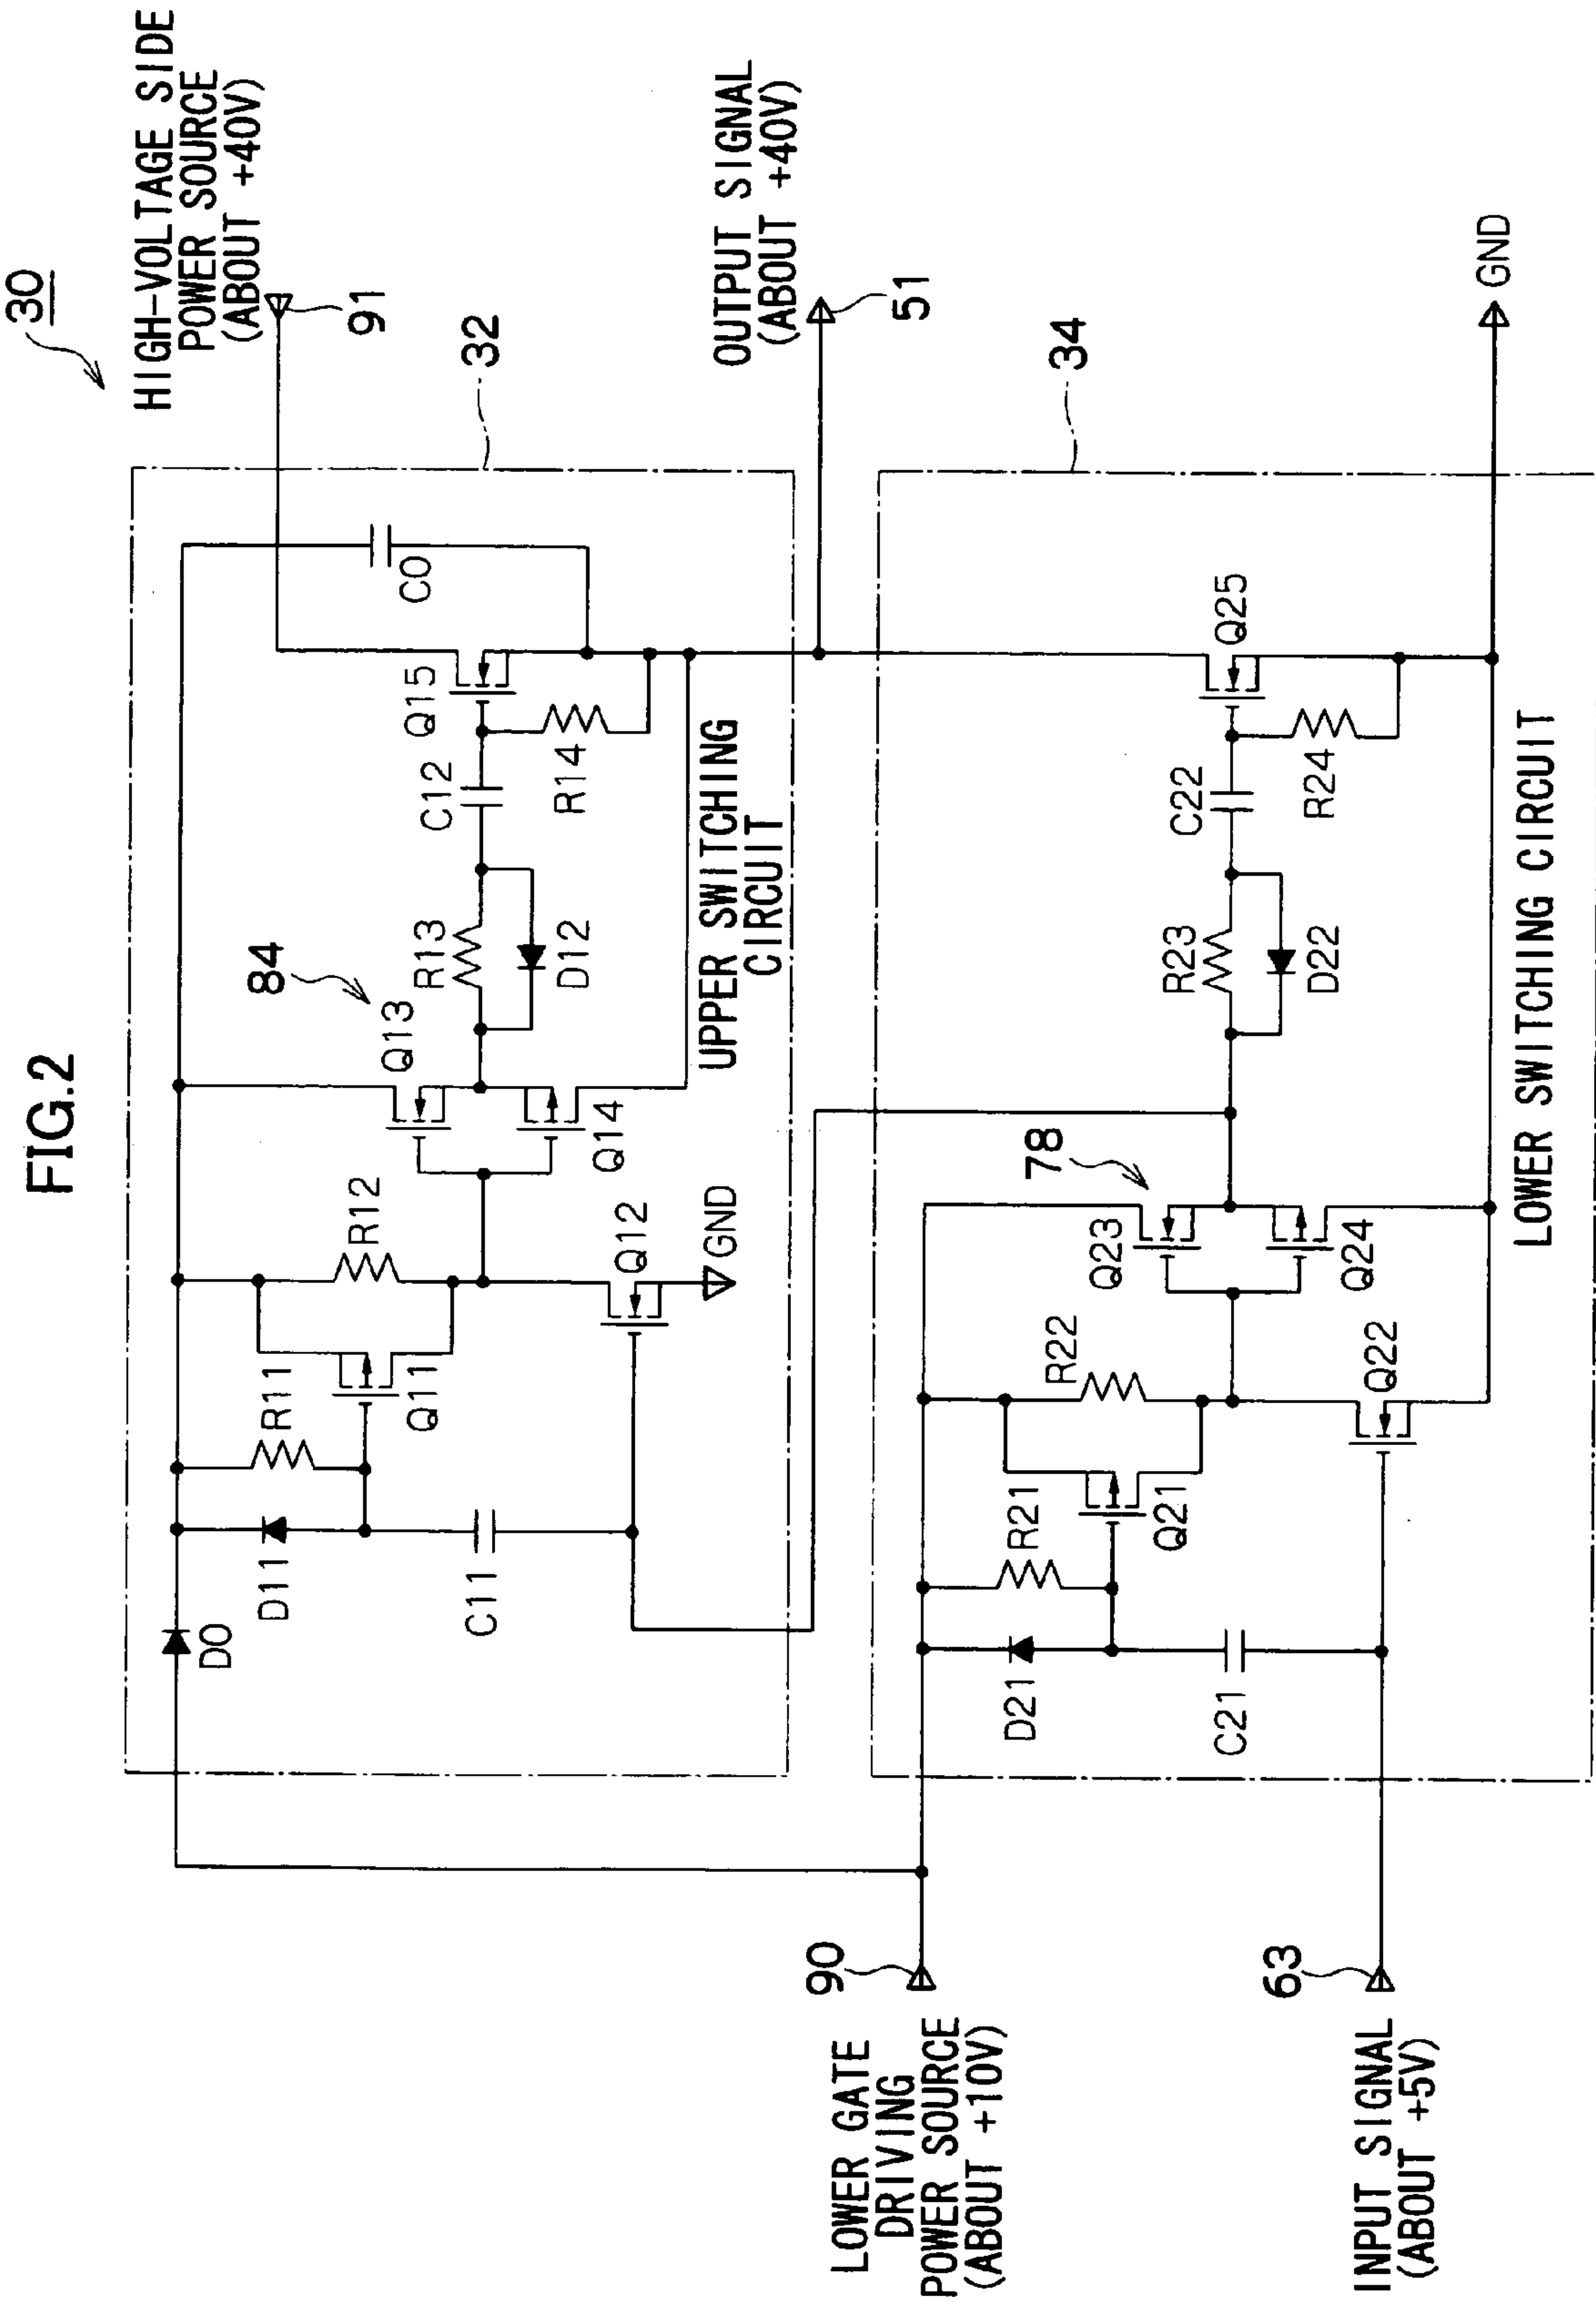 FIG.2
30
HIGH-VOLTAGE SIDE
POWER SOURCE
(ABOUT +40V)
91
32
D0
D11
R11
Q11
C11
R12
Q12
GND
84
Q13
Q14
R13
D12
C12
R14
Q15
C0
UPPER SWITCHING
CIRCUIT
OUTPUT SIGNAL
(ABOUT +40V)
51
34
LOWER GATE
DRIVING
POWER SOURCE
(ABOUT +10V)
90
D21
R21
Q21
C21
R22
Q22
78
Q23
Q24
R23
D22
C22
R24
Q25
GND
INPUT SIGNAL
(ABOUT +5V)
63
LOWER SWITCHING CIRCUIT